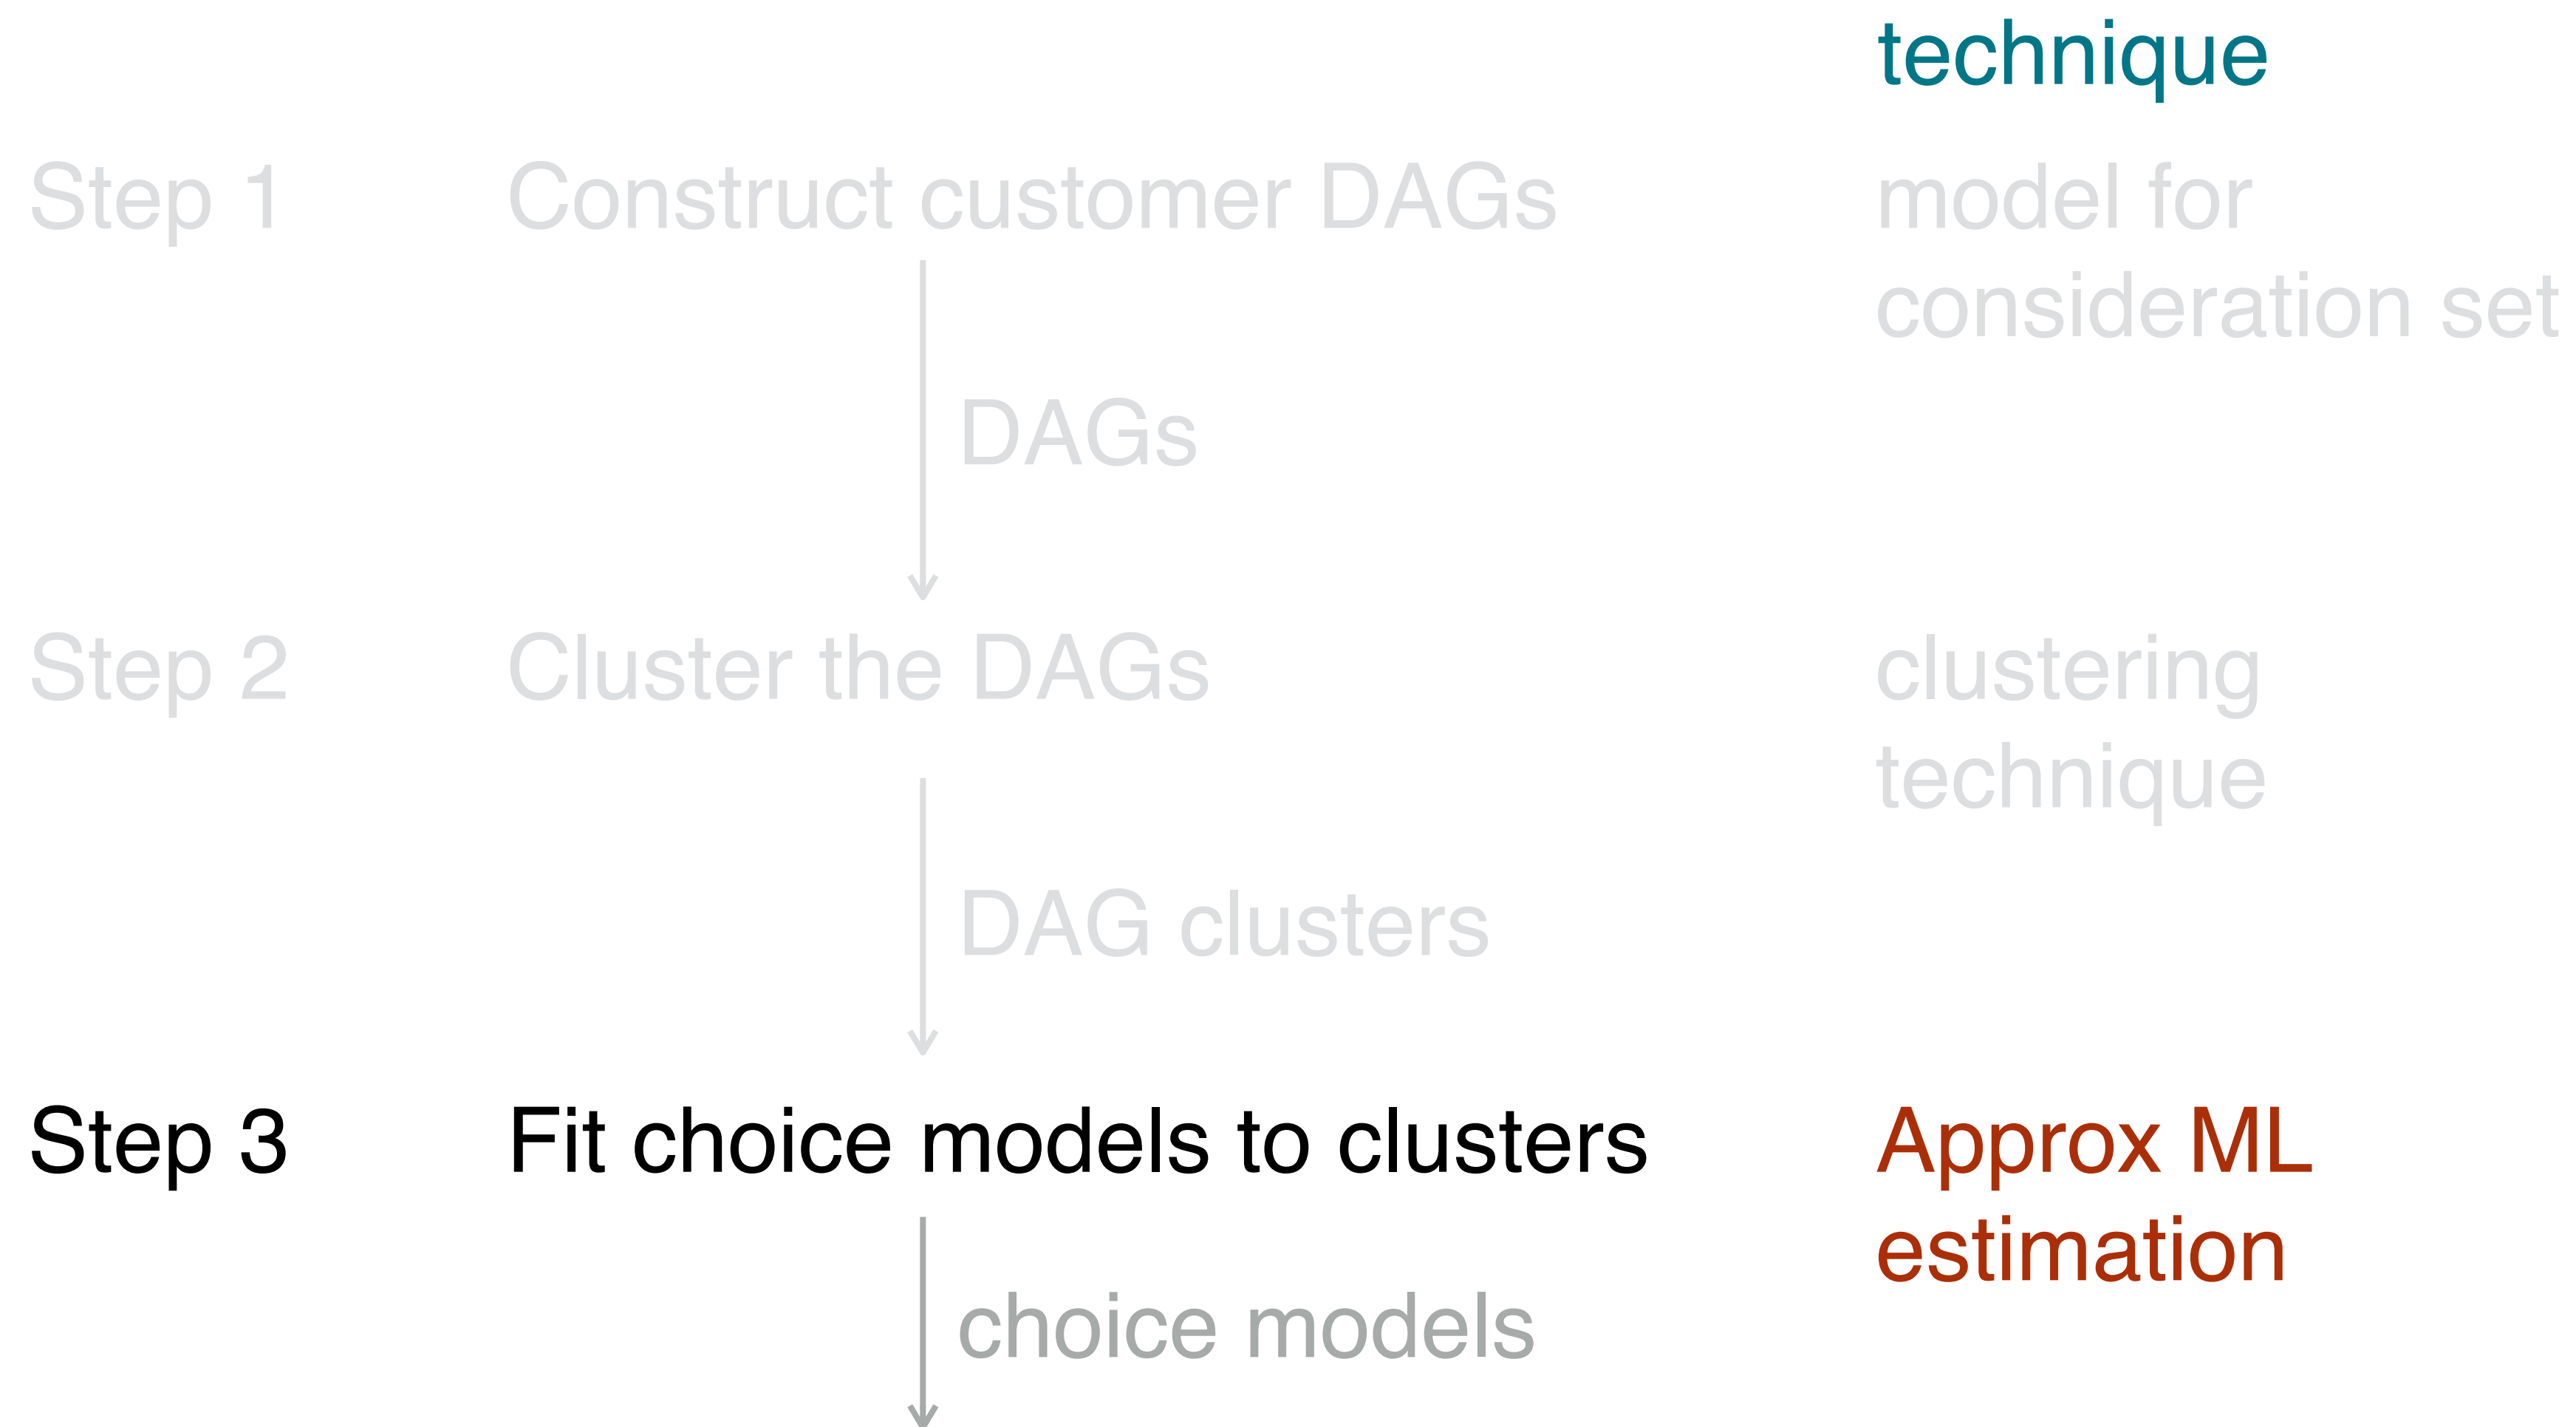 technique
Step 1 Construct customer DAGs model for
consideration set
DAGs
Step 2 Cluster the DAGs clustering
technique
DAG clusters
Step 3 Fit choice models to clusters Approx ML
estimation
choice models